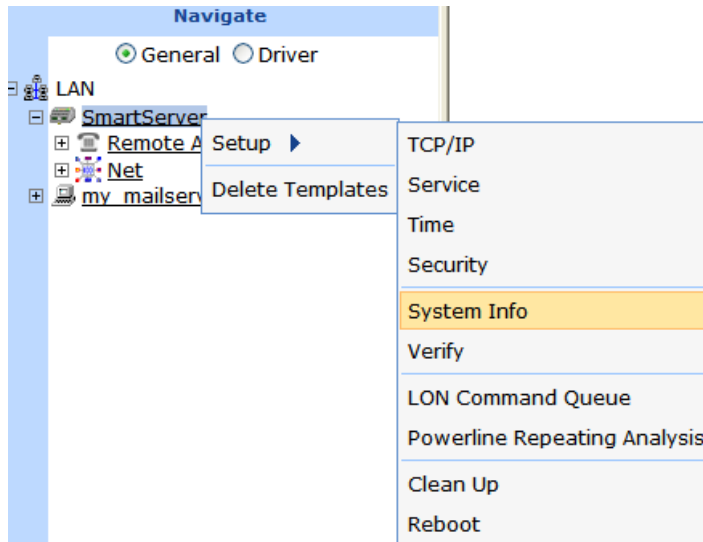 Navigate
General Driver
LAN
SmartServer
Remote A
Net
my_mailserv
Setup
Delete Templates
TCP/IP
Service
Time
Security
System Info
Verify
LON Command Queue
Powerline Repeating Analysis
Clean Up
Reboot